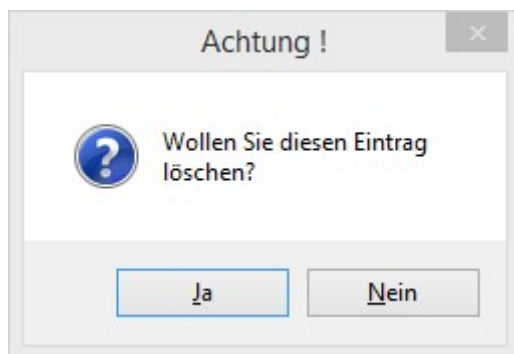 Achtung !
Wollen Sie diesen Eintrag
löschen?
Ja
Nein